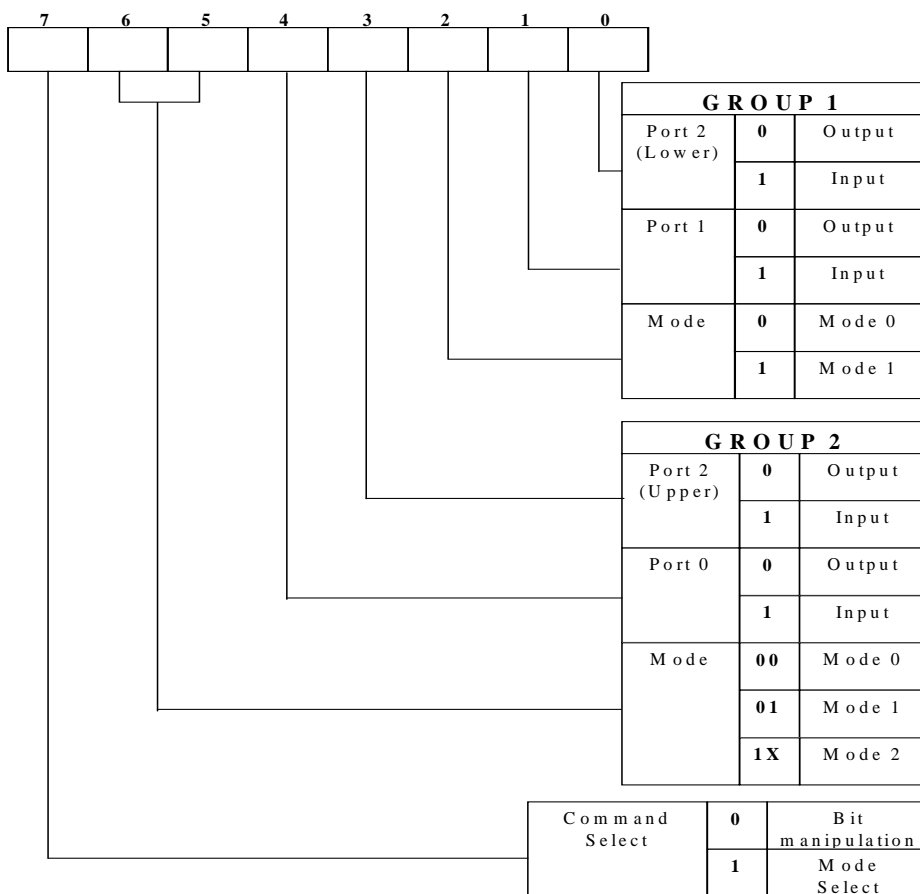 7 6 5 4 3 2 1 0
GROUP 1
Port 2 0 Output
(Lower)
1 Input
Port 1 0 Output
1 Input
Mode 0 Mode 0
1 Mode 1
GROUP 2
Port 2 0 Output
(Upper)
1 Input
Port 0 0 Output
1 Input
Mode 00 Mode 0
01 Mode 1
1X Mode 2
Command 0 Bit
Select manipulation
1 Mode
Select